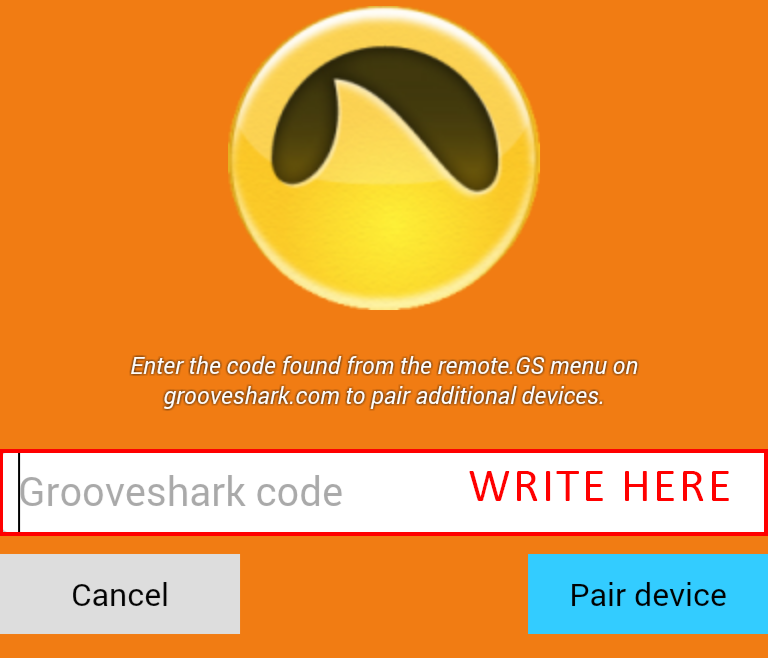 Enter the code found from the remote.GS menu on
grooveshark.com to pair additional devices.
Grooveshark code WRITE HERE
Cancel Pair device